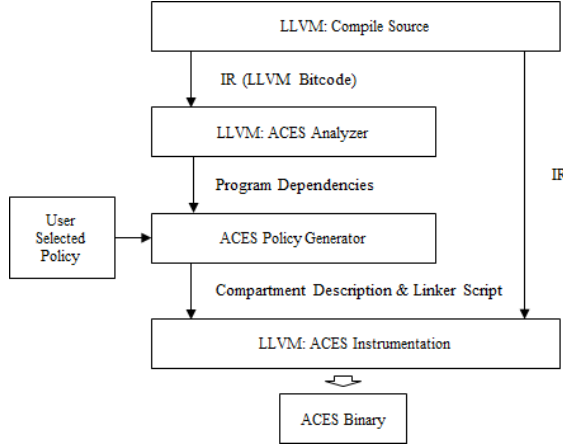 LLVM: Compile Source
IR (LLVM Bitcode)
LLVM: ACES Analyzer
Program Dependencies
IR
User
Selected
Policy
ACES Policy Generator
Compartment Description & Linker Script
LLVM: ACES Instrumentation
ACES Binary